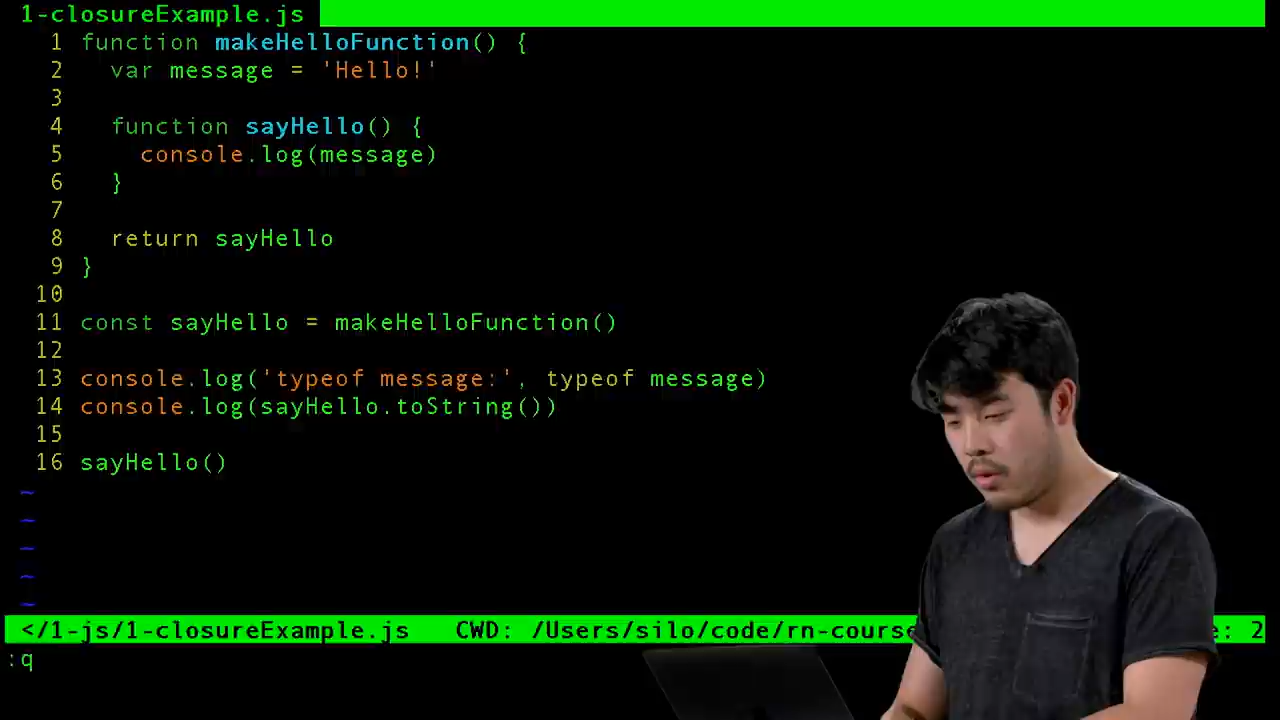 1-closureExample.js
1 function makeHelloFunction() {
2 var message = 'Hello!'
3
4 function sayHello() {
5 console.log(message)
6 }
7
8 return sayHello
9 }
10
11 const sayHello = makeHelloFunction()
12
13 console.log('typeof message:', typeof message)
14 console.log(sayHello.toString())
15
16 sayHello()
~
~
~
~
~
</1-js/1-closureExample.js CWD: /Users/silo/code/rn-course : 2
:q